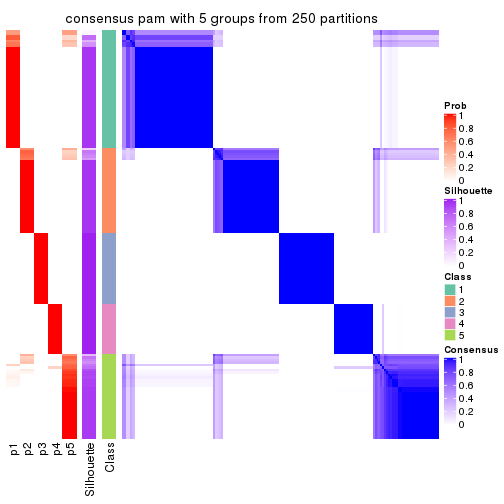 consensus pam with 5 groups from 250 partitions
Prob
1
0.8
0.6
0.4
0.2
0
Silhouette
1
0.8
0.6
0.4
0.2
0
Class
1
2
3
4
5
Consensus
1
0.8
0.6
0.4
0.2
0
p1
p2
p3
p4
p5
Silhouette
Class